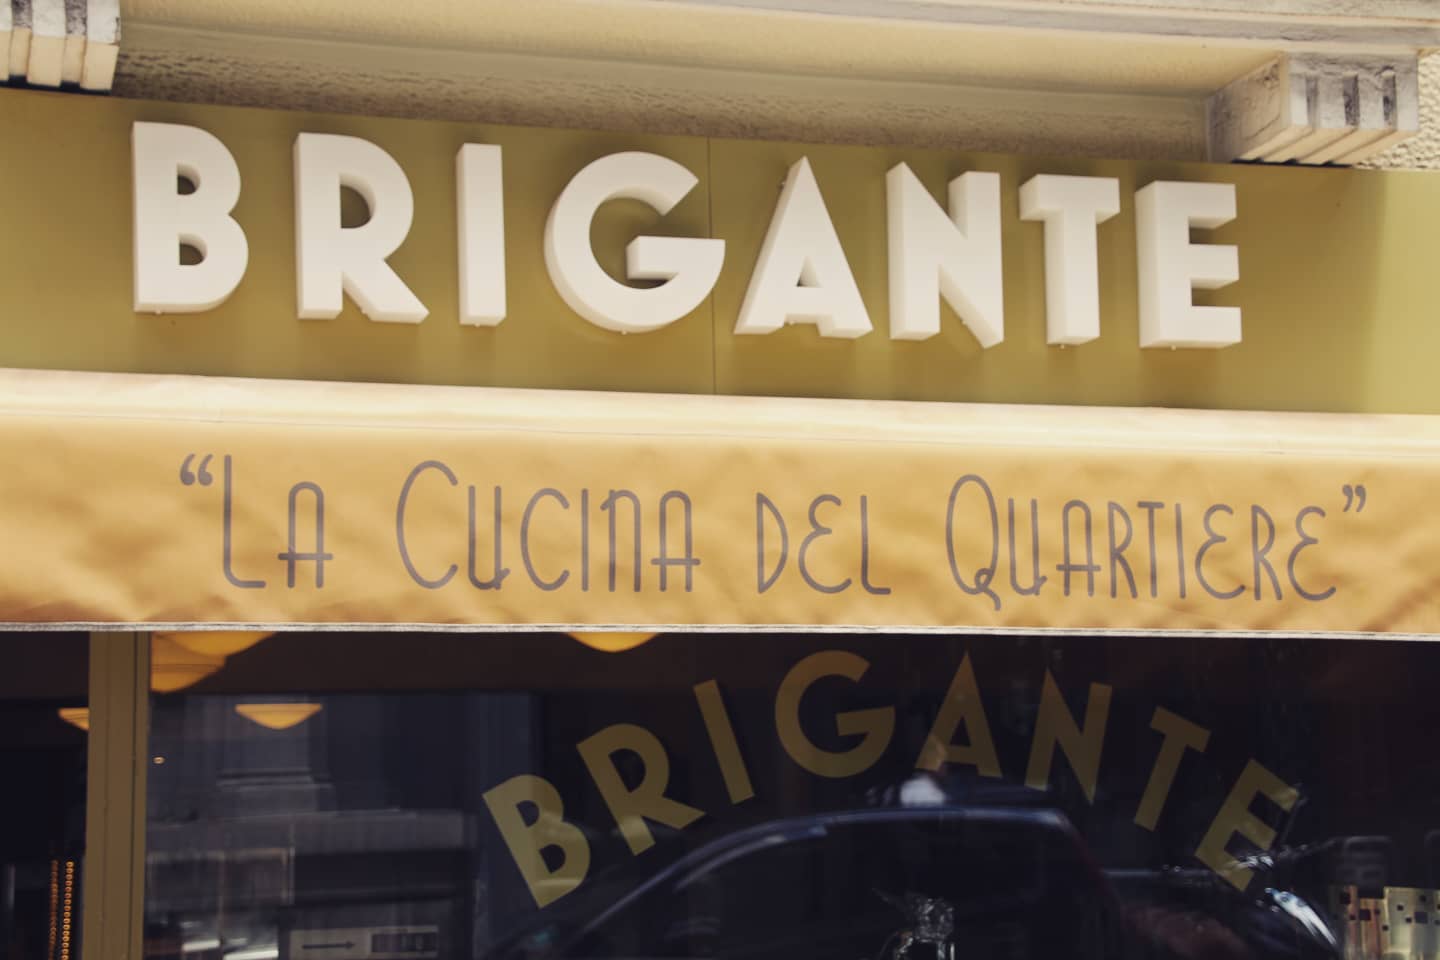 BRIGANTE
“LA CUCINA DEL QUARTIERE”
BRIGANTE